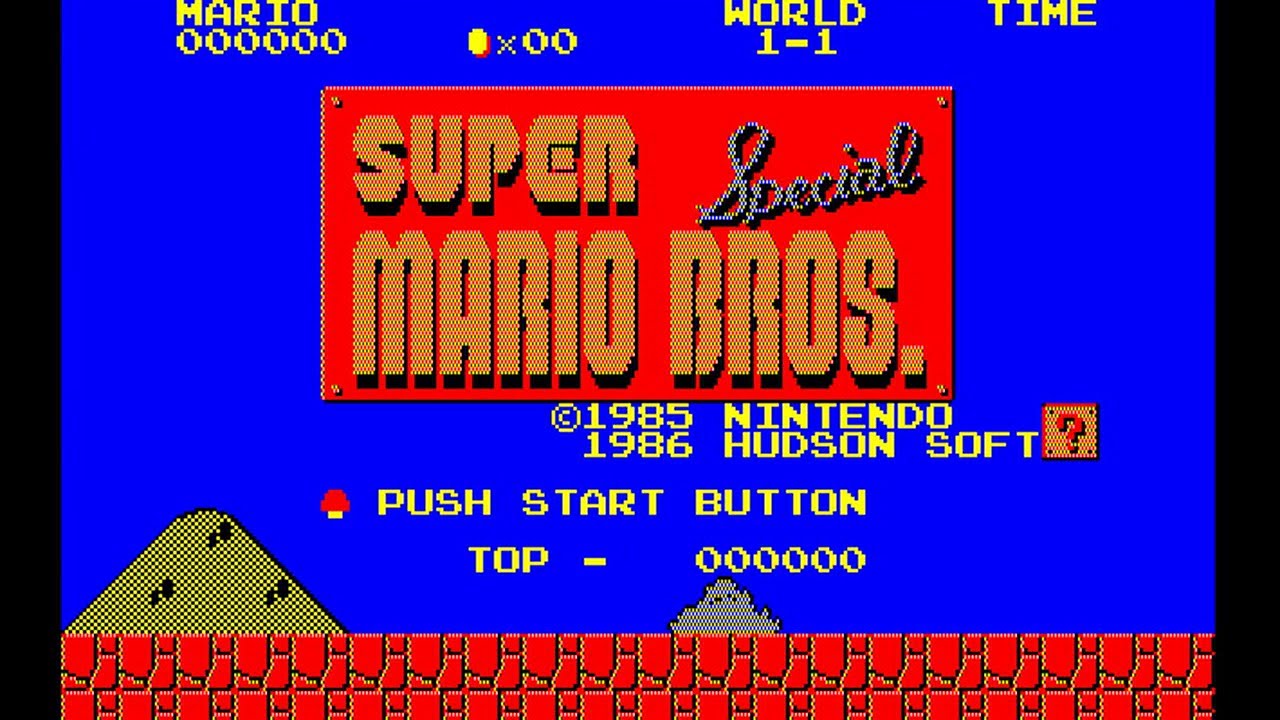 MARIO WORLD TIME
000000 ×00 1-1
SUPER Special
MARIO BROS.
©1985 NINTENDO
1986 HUDSON SOFT ?
PUSH START BUTTON
TOP - 000000